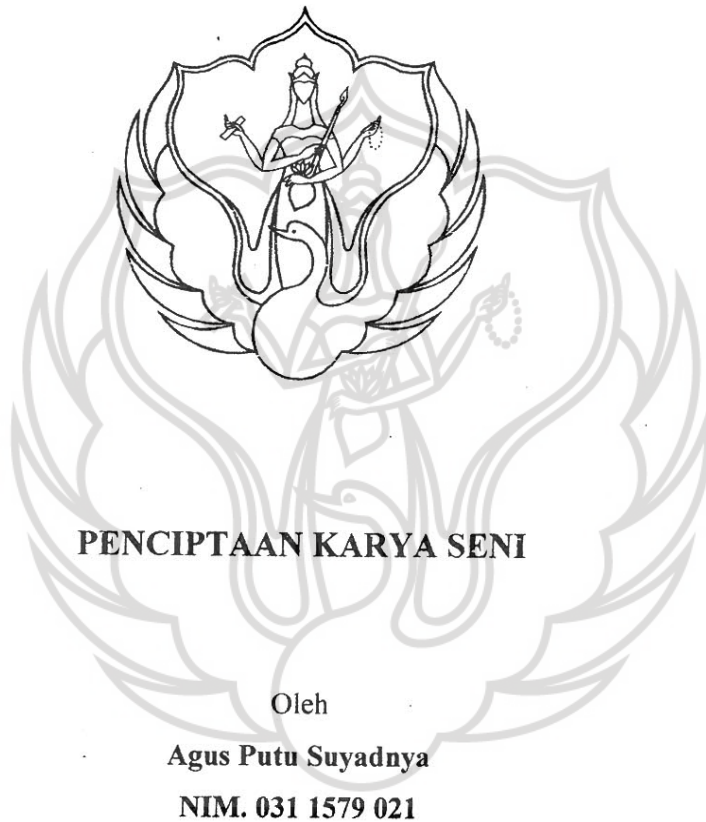 PENCIPTAAN KARYA SENI
Oleh
Agus Putu Suyadnya
NIM. 031 1579 021